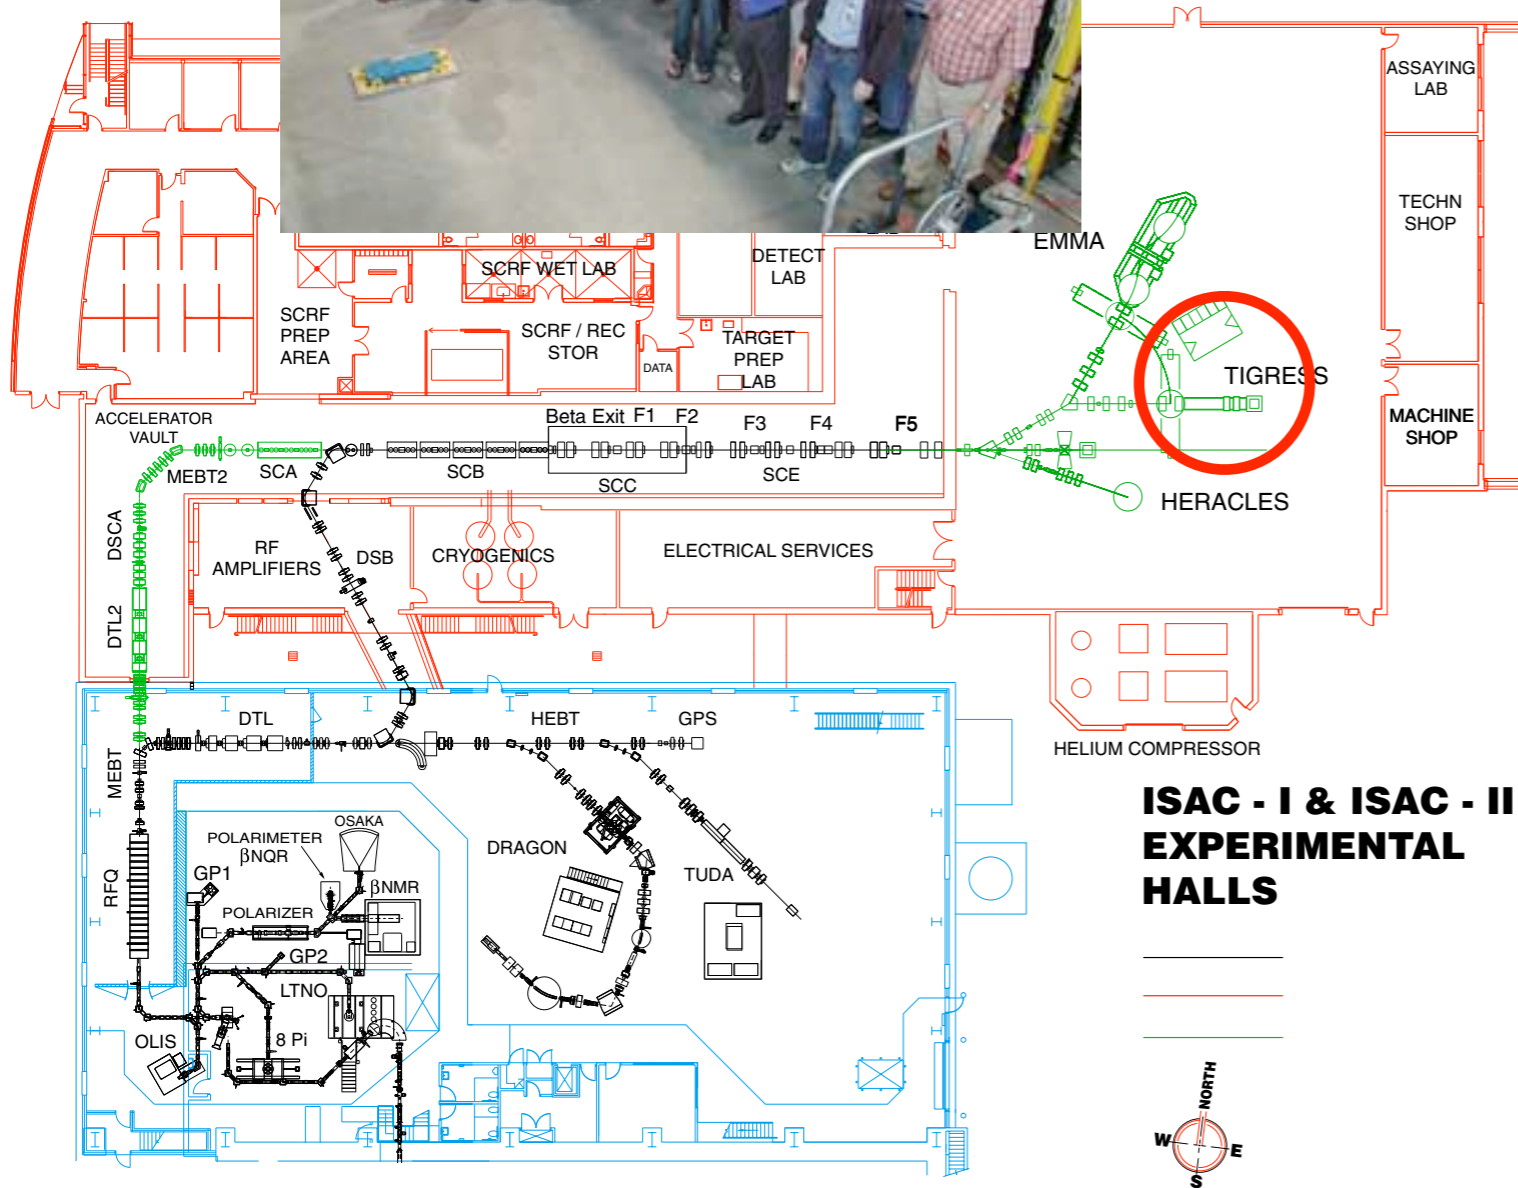 ASSAYING
LAB
TECHN
SHOP
EMMA
DETECT
LAB
SCRF WET LAB
SCRF
PREP
AREA
SCRF / REC
STOR
DATA
TARGET
PREP
LAB
TIGRESS
MACHINE
SHOP
ACCELERATOR
VAULT
Beta Exit F1
F2
F3
F4
F5
MEBT2
SCA
SCB
SCC
SCE
HERACLES
DSCA
RF
AMPLIFIERS
DSB
CRYOGENICS
ELECTRICAL SERVICES
DTL2
DTL
HEBT
GPS
HELIUM COMPRESSOR
MEBT
ISAC - I & ISAC - II
EXPERIMENTAL
HALLS
OSAKA
POLARIMETER
βNQR
DRAGON
GP1
βNMR
TUDA
RFQ
POLARIZER
GP2
LTNO
OLIS
8 Pi
NORTH
W
E
S